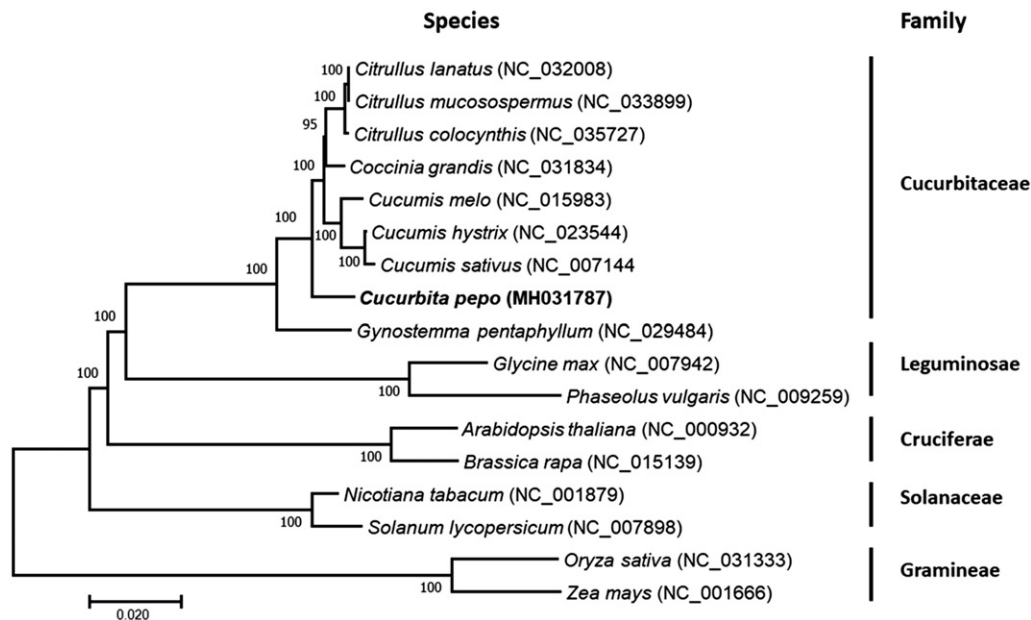 Species Family
100 Citrullus lanatus (NC_032008)
100 Citrullus mucosospermus (NC_033899)
95 Citrullus colocynthis (NC_035727)
100 Coccinia grandis (NC_031834)
Cucurbitaceae
Cucumis melo (NC_015983)
100 100 Cucumis hystrix (NC_023544)
100 100 Cucumis sativus (NC_007144
Cucurbita pepo (MH031787)
100 Gynostemma pentaphyllum (NC_029484)
Glycine max (NC_007942)
Leguminosae
100 100 Phaseolus vulgaris (NC_009259)
Arabidopsis thaliana (NC_000932)
Cruciferae
100 Brassica rapa (NC_015139)
Nicotiana tabacum (NC_001879)
Solanaceae
100 Solanum lycopersicum (NC_007898)
Oryza sativa (NC_031333)
Gramineae
100 Zea mays (NC_001666)
0.020